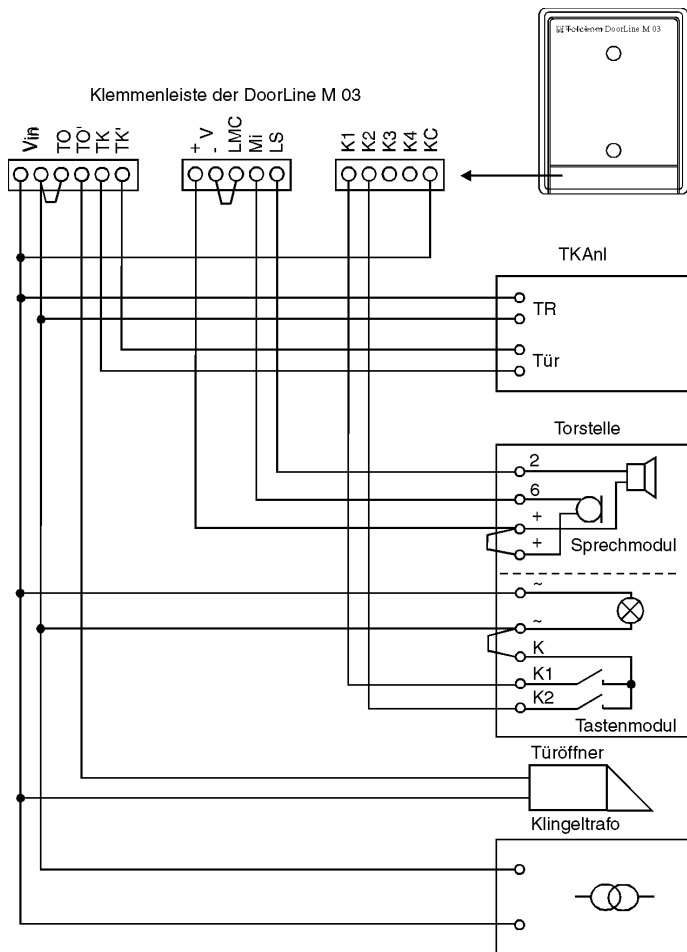 Telekom DoorLine M 03
Klemmenleiste der DoorLine M 03
Vin TO TO' TK TK' + V - LMC Mi LS K1 K2 K3 K4 KC
TKAnl
TR
Tür
Torstelle
2
6
+
+
Sprechmodul
~
~
K
K1
K2
Tastenmodul
Türöffner
Klingeltrafo